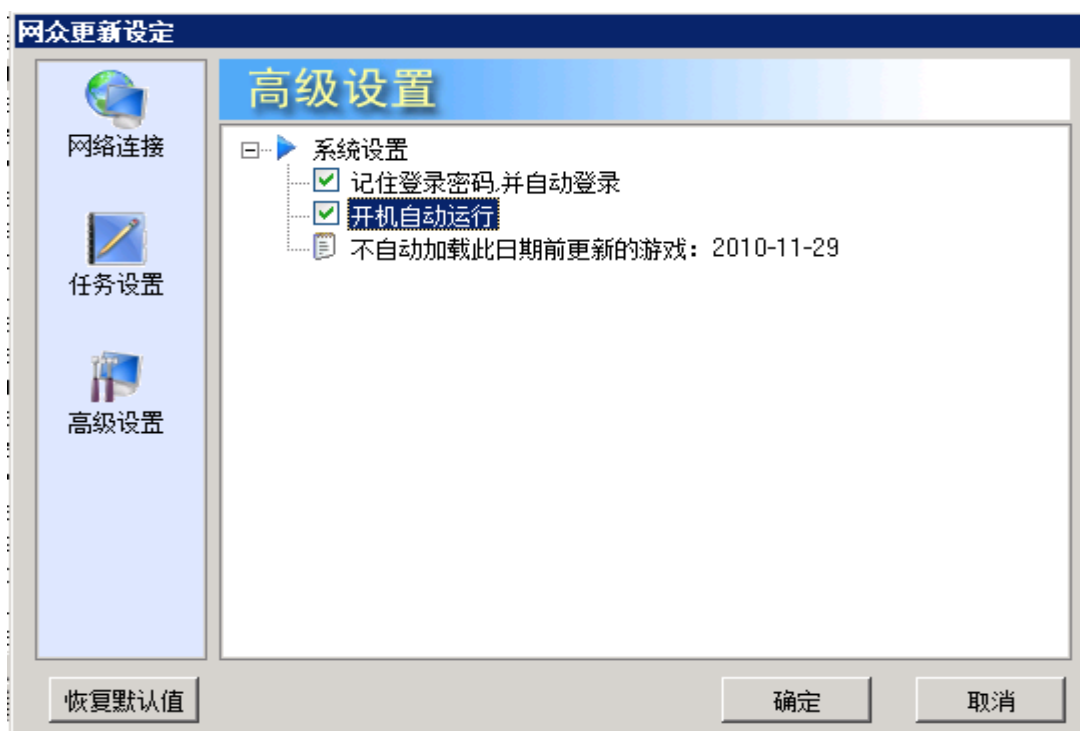 网众更新设定
网络连接
任务设置
高级设置
高级设置
系统设置
记住登录密码,并自动登录
开机自动运行
不自动加载此日期前更新的游戏：2010-11-29
恢复默认值
确定
取消